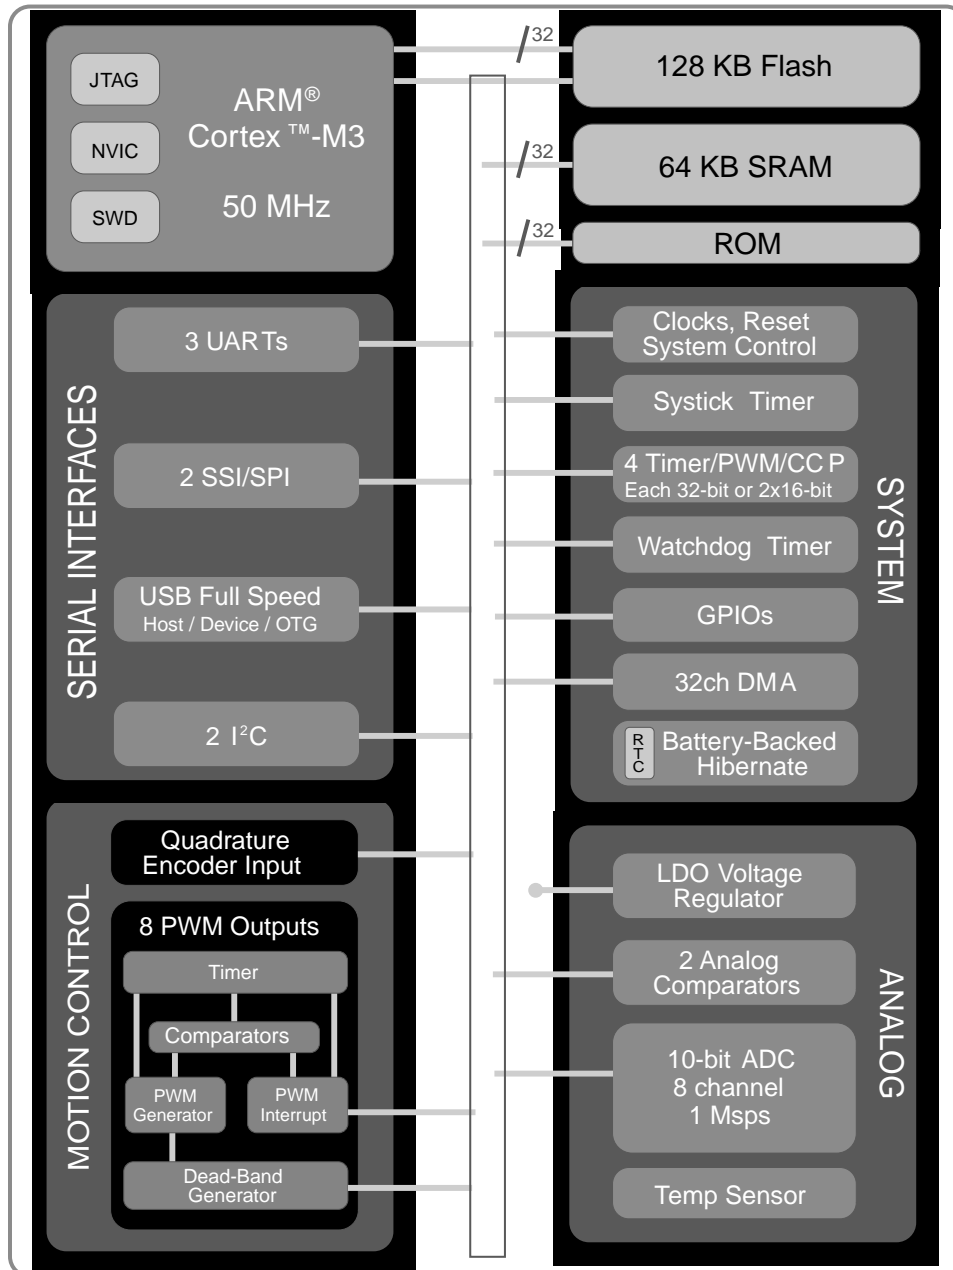 JTAG
NVIC
SWD
ARM®
Cortex™-M3
50 MHz
32
128 KB Flash
32
64 KB SRAM
32
ROM
SERIAL INTERFACES
3 UARTs
2 SSI/SPI
USB Full Speed
Host / Device / OTG
2 I²C
SYSTEM
Clocks, Reset
System Control
Systick Timer
4 Timer/PWM/CCP
Each 32-bit or 2x16-bit
Watchdog Timer
GPIOs
32ch DMA
RTC
Battery-Backed
Hibernate
MOTION CONTROL
Quadrature
Encoder Input
8 PWM Outputs
Timer
Comparators
PWM
Generator
PWM
Interrupt
Dead-Band
Generator
ANALOG
LDO Voltage
Regulator
2 Analog
Comparators
10-bit ADC
8 channel
1 Msps
Temp Sensor